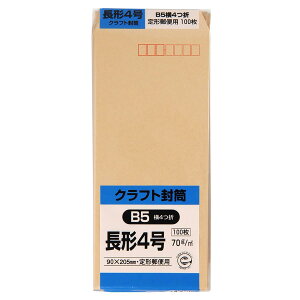 長形4号
クラフト封筒
B5横4つ折
定形郵便用 100枚
クラフト封筒
B5 横4つ折
長形4号
100枚
70g/㎡
90×205mm・定形郵便用